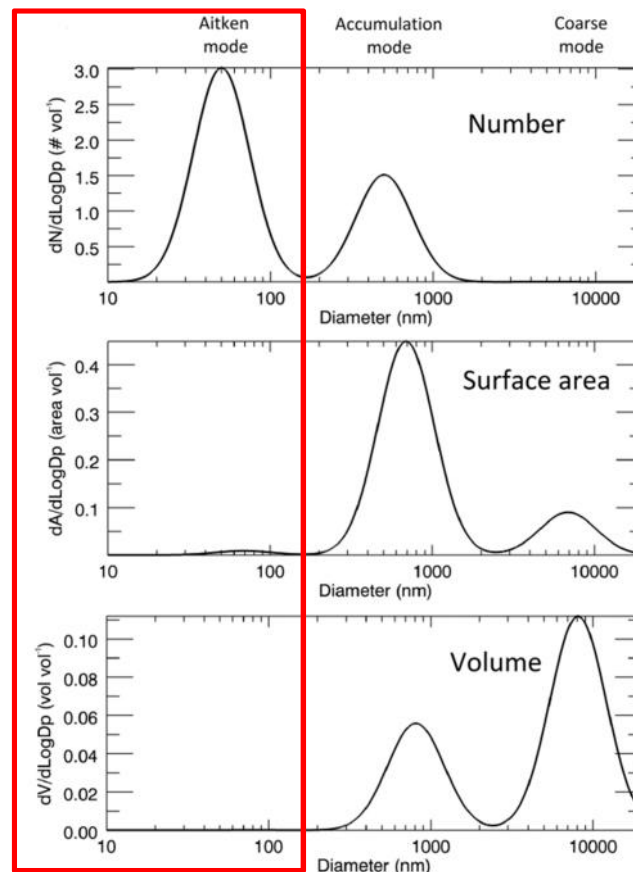 Aitken
mode
Accumulation
mode
Coarse
mode
dN/dLogDp (# vol⁻¹)
3.0
2.5
2.0
1.5
1.0
0.5
Number
10 100 1000 10000
Diameter (nm)
dA/dLogDp (area vol⁻¹)
0.4
0.3
0.2
0.1
Surface area
10 100 1000 10000
Diameter (nm)
dV/dLogDp (vol vol⁻¹)
0.10
0.08
0.06
0.04
0.02
0.00
Volume
10 100 1000 10000
Diameter (nm)